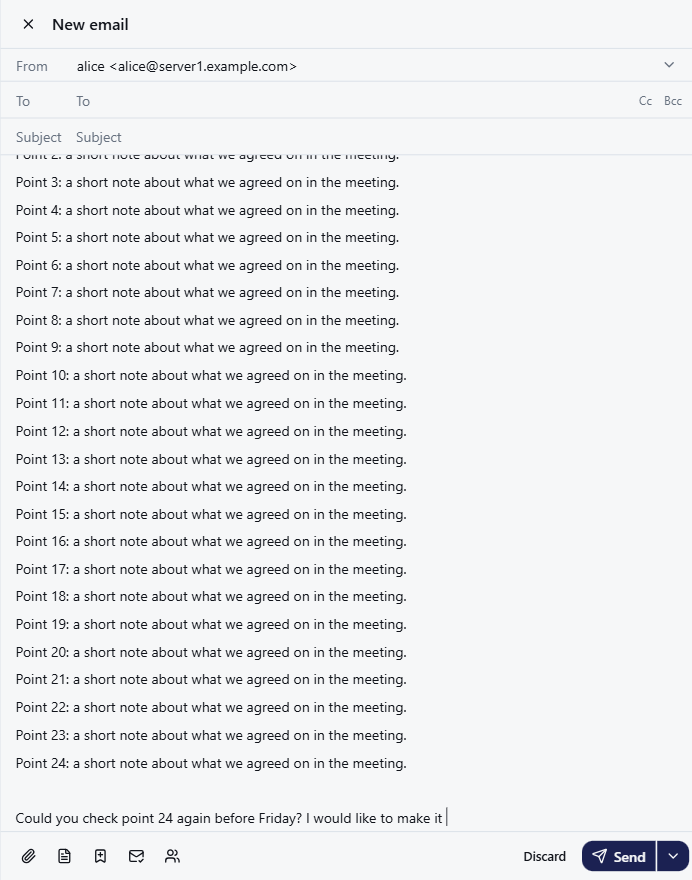 New email
From alice <alice@server1.example.com>
To To Cc Bcc
Subject Subject
Point 2: a short note about what we agreed on in the meeting.
Point 3: a short note about what we agreed on in the meeting.
Point 4: a short note about what we agreed on in the meeting.
Point 5: a short note about what we agreed on in the meeting.
Point 6: a short note about what we agreed on in the meeting.
Point 7: a short note about what we agreed on in the meeting.
Point 8: a short note about what we agreed on in the meeting.
Point 9: a short note about what we agreed on in the meeting.
Point 10: a short note about what we agreed on in the meeting.
Point 11: a short note about what we agreed on in the meeting.
Point 12: a short note about what we agreed on in the meeting.
Point 13: a short note about what we agreed on in the meeting.
Point 14: a short note about what we agreed on in the meeting.
Point 15: a short note about what we agreed on in the meeting.
Point 16: a short note about what we agreed on in the meeting.
Point 17: a short note about what we agreed on in the meeting.
Point 18: a short note about what we agreed on in the meeting.
Point 19: a short note about what we agreed on in the meeting.
Point 20: a short note about what we agreed on in the meeting.
Point 21: a short note about what we agreed on in the meeting.
Point 22: a short note about what we agreed on in the meeting.
Point 23: a short note about what we agreed on in the meeting.
Point 24: a short note about what we agreed on in the meeting.
Could you check point 24 again before Friday? I would like to make it
Discard Send